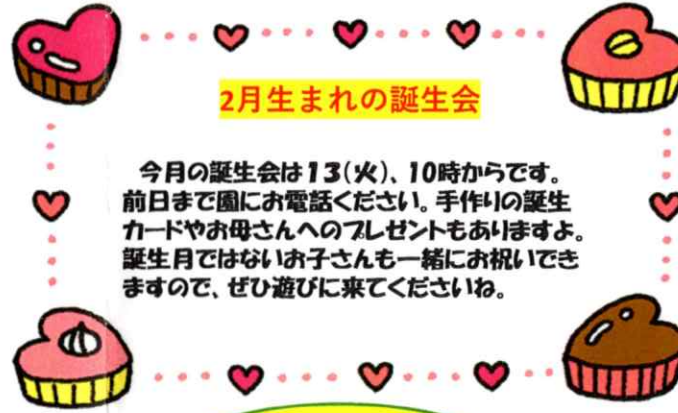 2月生まれの誕生会
今月の誕生会は13(火)、10時からです。
前日まで園にお電話ください。手作りの誕生
カードやお母さんへのプレゼントもありますよ。
誕生月ではないお子さんも一緒にお祝いでき
ますので、ぜひ遊びに来てくださいね。